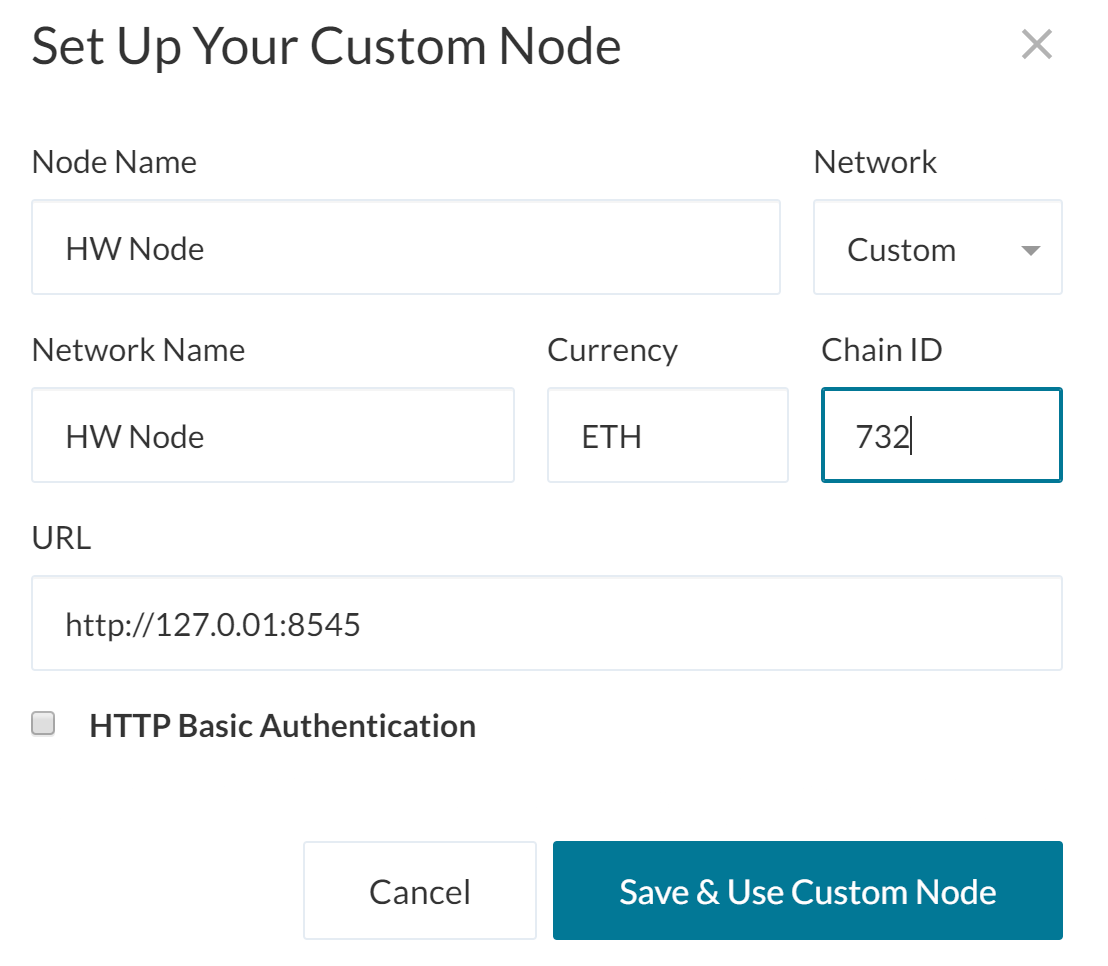 Set Up Your Custom Node
Node Name
Network
HW Node
Custom
Network Name
Currency
Chain ID
HW Node
ETH
732
URL
http://127.0.01:8545
HTTP Basic Authentication
Cancel
Save & Use Custom Node